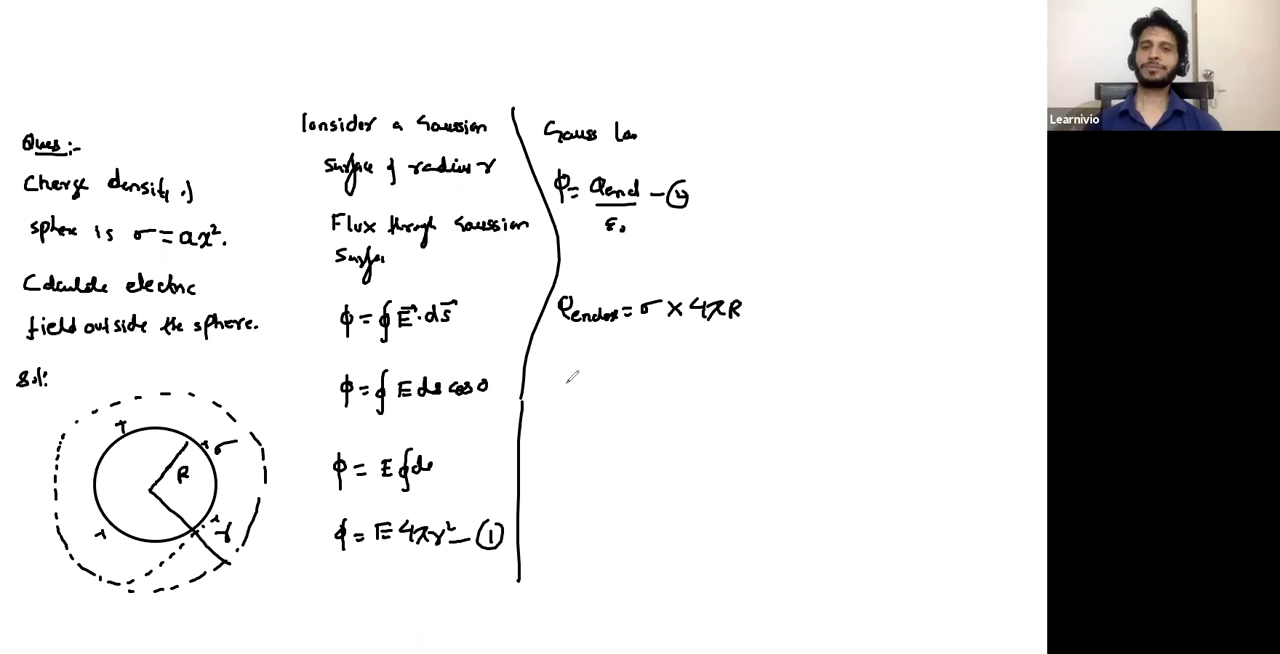 Ques:-
Charge density of
sphere is σ = ax².
Calculate electric
field outside the sphere.
Sol:
R
σ
r
Consider a Gaussian
Surface of radius r
Flux through Gaussian
Surface
ϕ = ∮ E⃗ · dS⃗
ϕ = ∮ E ds cos 0
ϕ = E ∮ ds
ϕ = E 4πr² — ①
Gauss Law
ϕ = Qencl / ε₀ — ②
Qenclos = σ × 4πR
Learnivio